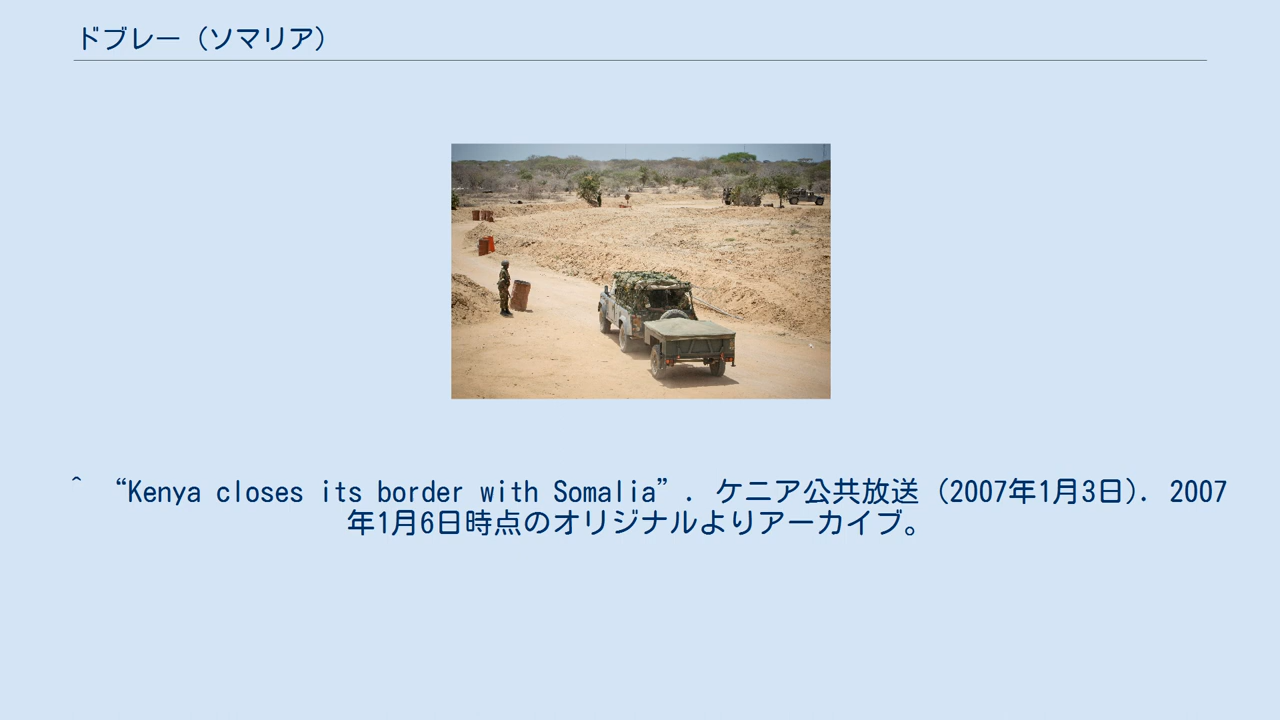 ドブレー（ソマリア）
^ “Kenya closes its border with Somalia”. ケニア公共放送 (2007年1月3日). 2007
年1月6日時点のオリジナルよりアーカイブ。